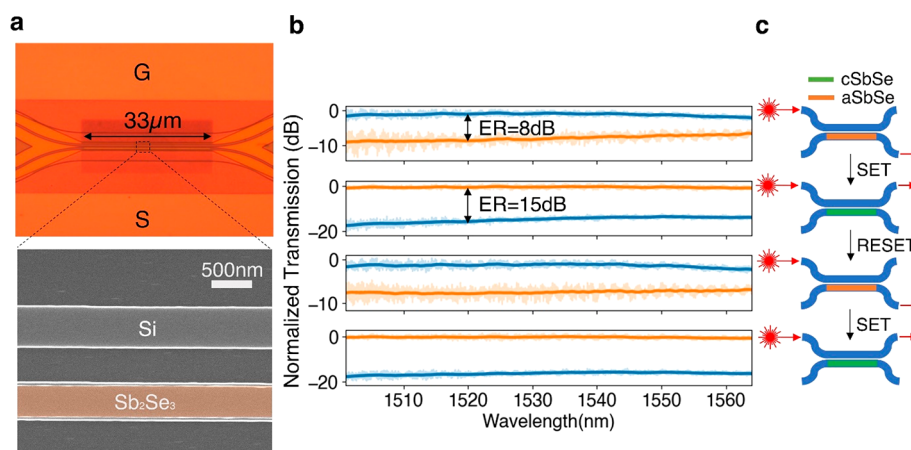 a
G
33μm
S
500nm
Si
Sb₂Se₃
b
Normalized Transmission (dB)
0
-10
ER=8dB
0
-20
ER=15dB
0
-10
0
-20
1510 1520 1530 1540 1550 1560
Wavelength(nm)
c
cSbSe
aSbSe
SET
RESET
SET